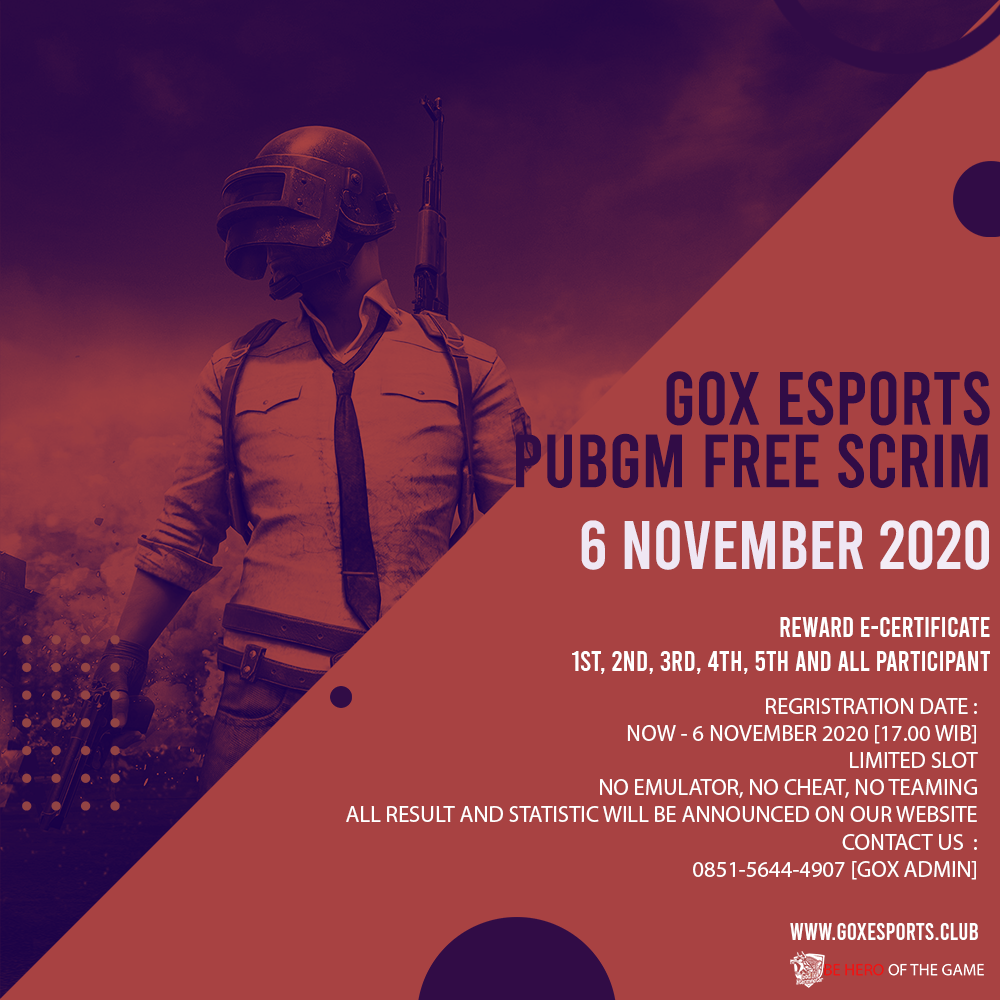 GOX ESPORTS
PUBGM FREE SCRIM
6 NOVEMBER 2020
REWARD E-CERTIFICATE
1ST, 2ND, 3RD, 4TH, 5TH AND ALL PARTICIPANT
REGRISTRATION DATE :
NOW - 6 NOVEMBER 2020 [17.00 WIB]
LIMITED SLOT
NO EMULATOR, NO CHEAT, NO TEAMING
ALL RESULT AND STATISTIC WILL BE ANNOUNCED ON OUR WEBSITE
CONTACT US :
0851-5644-4907 [GOX ADMIN]
WWW.GOXESPORTS.CLUB
BE HERO OF THE GAME